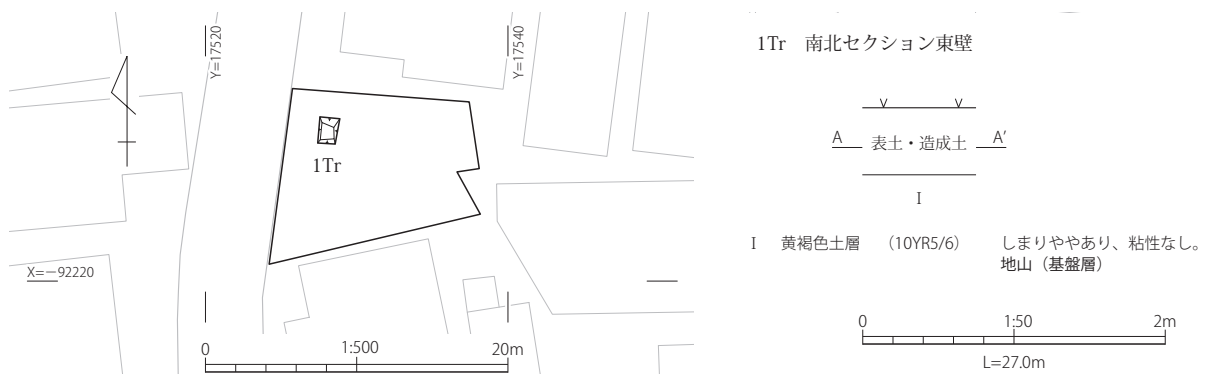 Y=17520
Y=17540
1Tr
X=−92220
0 1:500 20m
1Tr 南北セクション東壁
A 表土・造成土 A′
I
I 黄褐色土層 （10YR5/6） しまりややあり、粘性なし。
地山（基盤層）
0 1:50 2m
L=27.0m